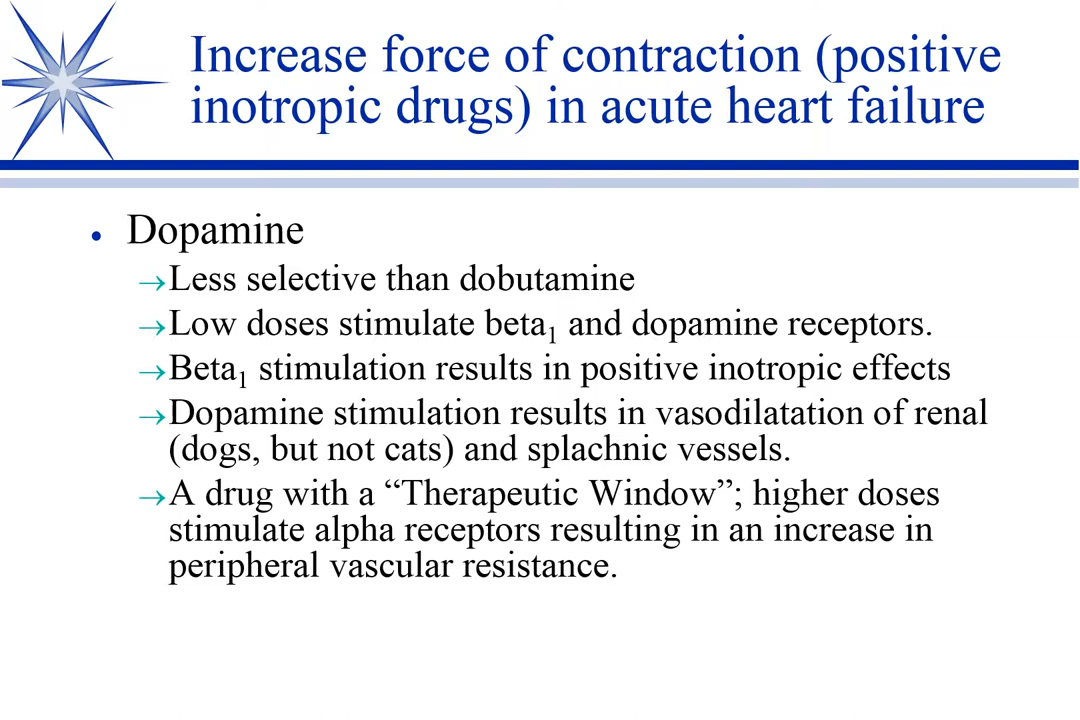 Increase force of contraction (positive
inotropic drugs) in acute heart failure
• Dopamine
→Less selective than dobutamine
→Low doses stimulate beta₁ and dopamine receptors.
→Beta₁ stimulation results in positive inotropic effects
→Dopamine stimulation results in vasodilatation of renal
(dogs, but not cats) and splachnic vessels.
→A drug with a “Therapeutic Window”; higher doses
stimulate alpha receptors resulting in an increase in
peripheral vascular resistance.